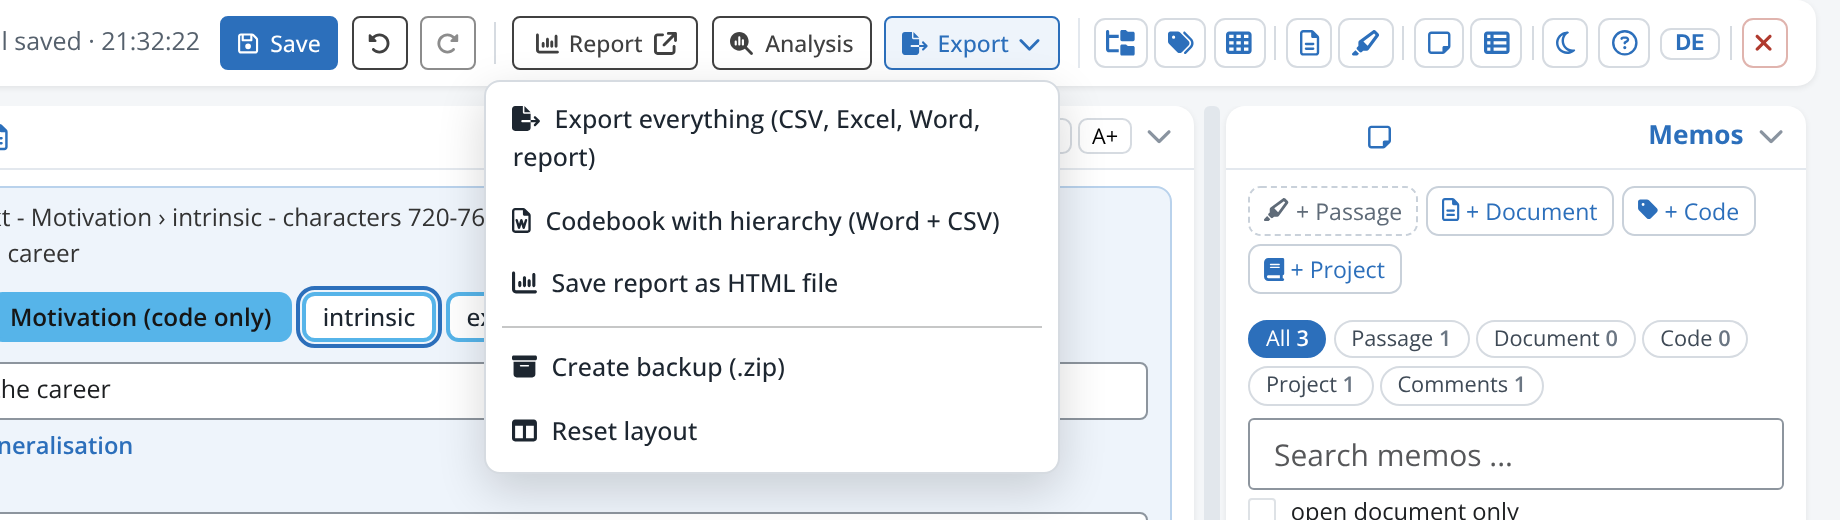 l saved · 21:32:22
Save
Report
Analysis
Export
DE
Export everything (CSV, Excel, Word,
report)
Codebook with hierarchy (Word + CSV)
Save report as HTML file
Create backup (.zip)
Reset layout
A+
t - Motivation › intrinsic - characters 720-76
career
Motivation (code only)
intrinsic
ex
he career
neralisation
Memos
+ Passage
+ Document
+ Code
+ Project
All 3
Passage 1
Document 0
Code 0
Project 1
Comments 1
Search memos ...
open document only